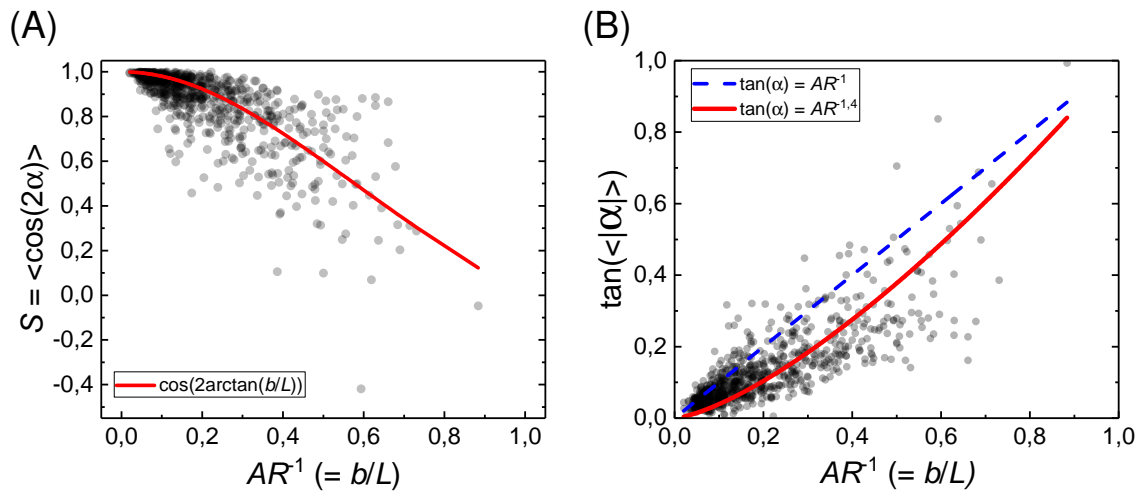 (A)
S = <cos(2α)>
1,0
0,8
0,6
0,4
0,2
0,0
-0,2
-0,4
cos(2arctan(b/L))
0,0 0,2 0,4 0,6 0,8 1,0
AR⁻¹ (= b/L)
(B)
tan(<|α|>)
1,0
0,8
0,6
0,4
0,2
0,0
tan(α) = AR⁻¹
tan(α) = AR⁻¹,⁴
0,0 0,2 0,4 0,6 0,8 1,0
AR⁻¹ (= b/L)